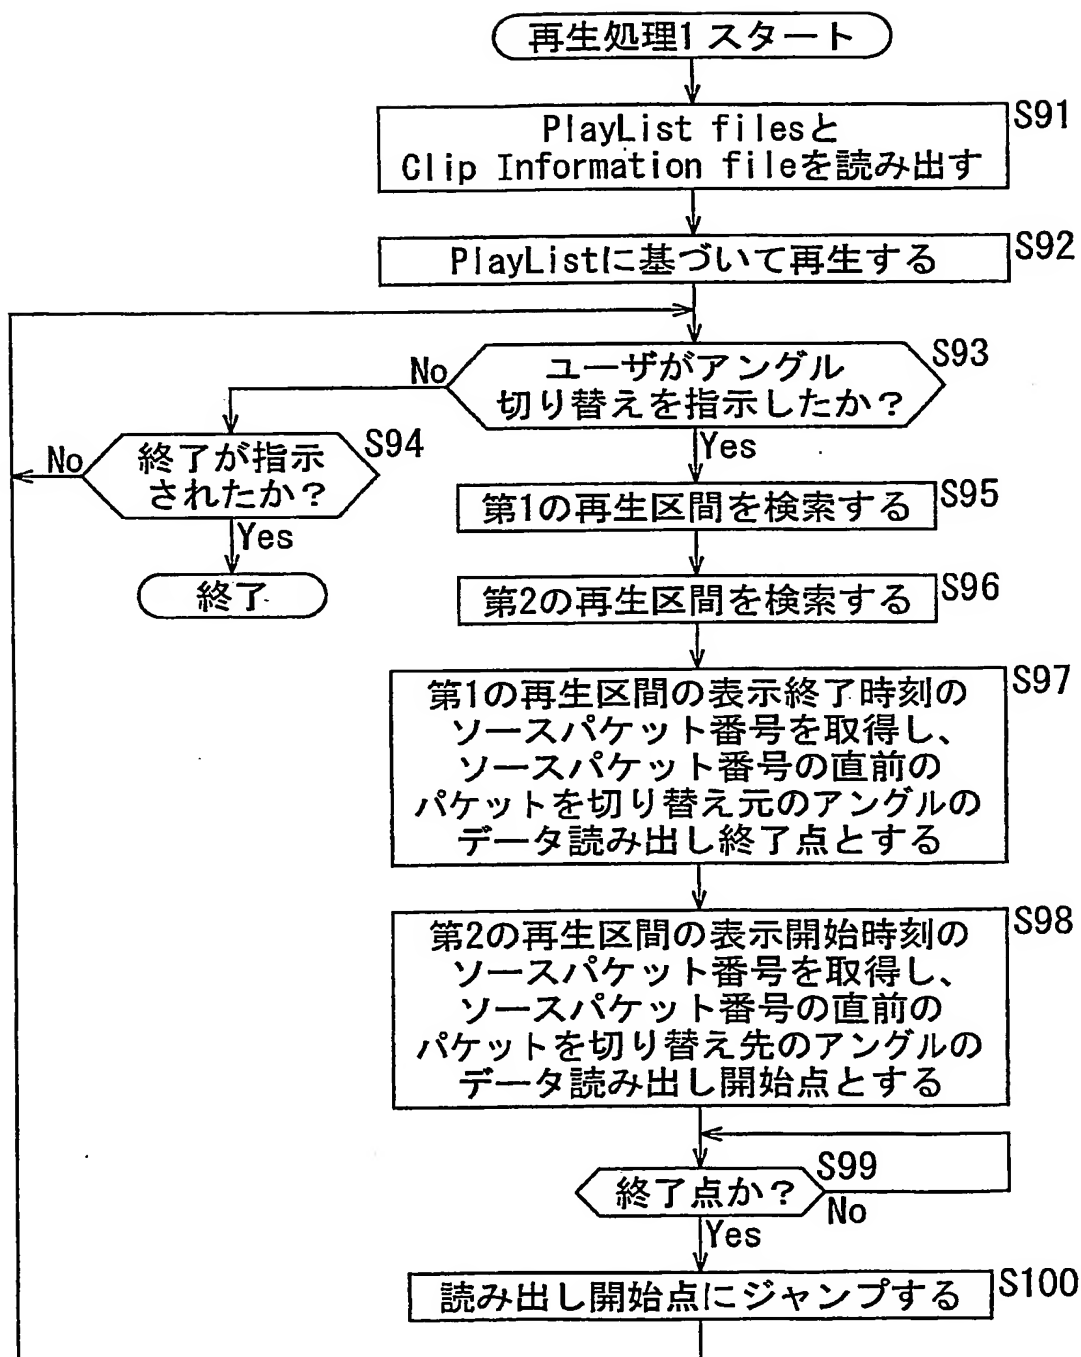 再生処理1 スタート
S91
PlayList filesと
Clip Information fileを読み出す
S92
PlayListに基づいて再生する
S93
ユーザがアングル
切り替えを指示したか?
No
Yes
S94
終了が指示
されたか?
No
Yes
終了
S95
第1の再生区間を検索する
S96
第2の再生区間を検索する
S97
第1の再生区間の表示終了時刻の
ソースパケット番号を取得し、
ソースパケット番号の直前の
パケットを切り替え元のアングルの
データ読み出し終了点とする
S98
第2の再生区間の表示開始時刻の
ソースパケット番号を取得し、
ソースパケット番号の直前の
パケットを切り替え先のアングルの
データ読み出し開始点とする
S99
終了点か?
No
Yes
S100
読み出し開始点にジャンプする